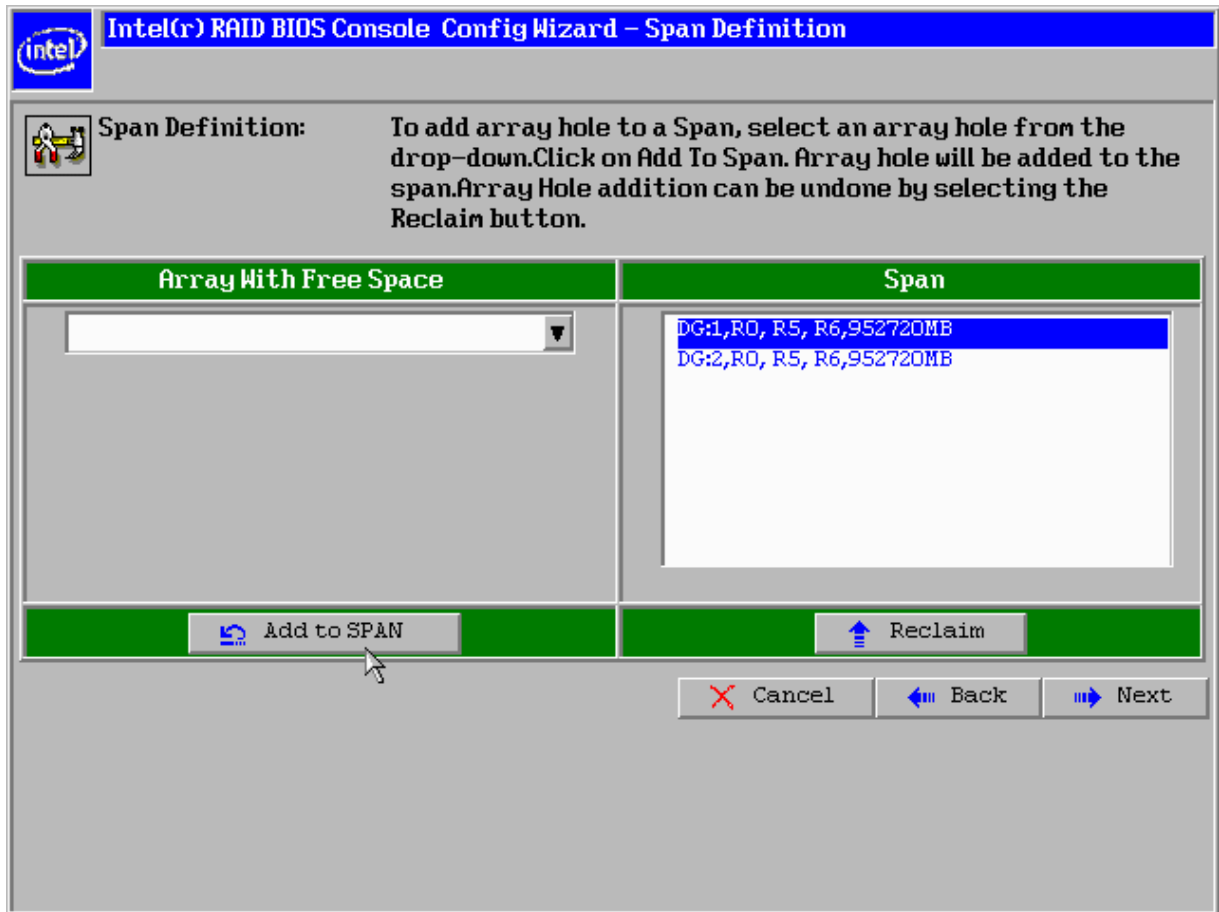 intel
Intel(r) RAID BIOS Console Config Wizard – Span Definition
Span Definition:
To add array hole to a Span, select an array hole from the
drop-down.Click on Add To Span. Array hole will be added to the
span.Array Hole addition can be undone by selecting the
Reclaim button.
Array With Free Space
Span
DG:1,R0, R5, R6,952720MB
DG:2,R0, R5, R6,952720MB
Add to SPAN
Reclaim
Cancel
Back
Next